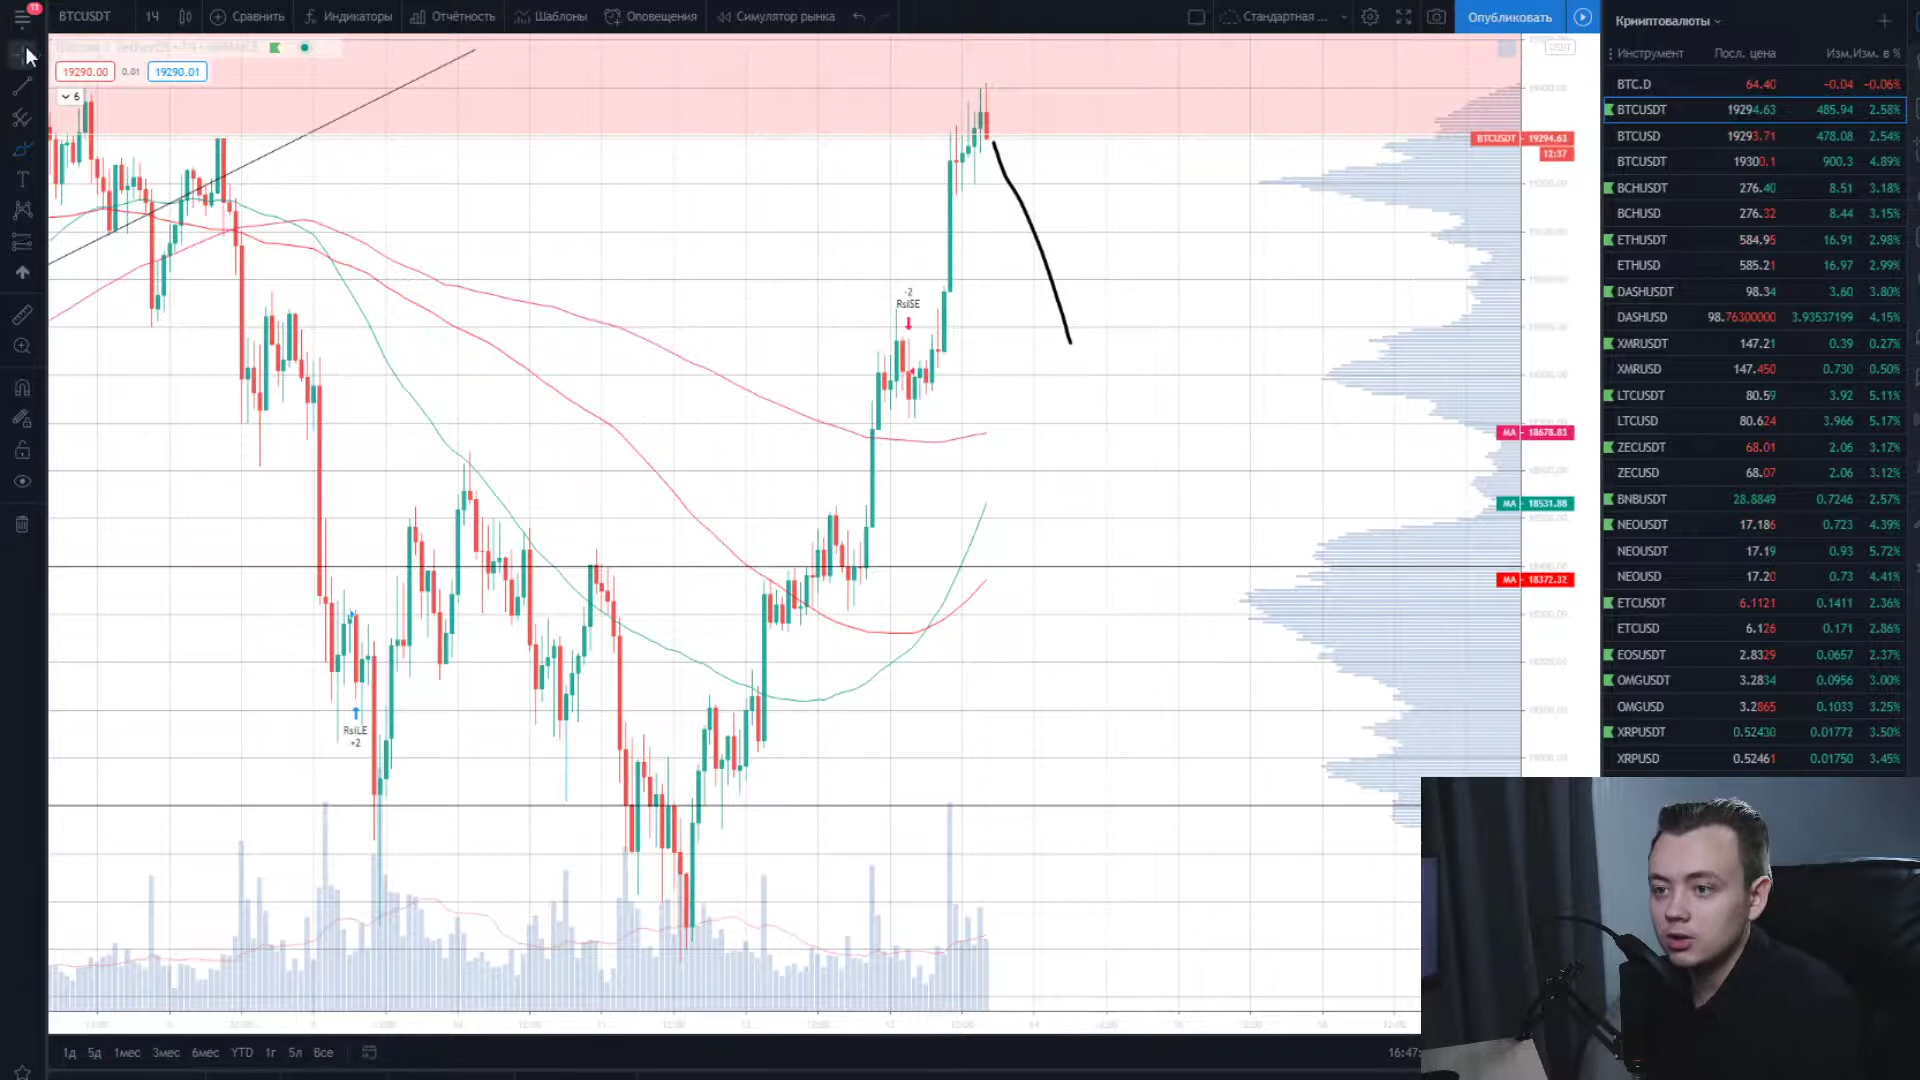 11
BTCUSDT 1Ч Сравнить Индикаторы Отчётность Шаблоны Оповещения Симулятор рынка Стандартная ... Опубликовать
19290.00 0.01 19290.01
6
-2
RsiSE
RsiLE
+2
USDT
BTCUSDT 19294.63
12:37
MA 18678.83
MA 18531.88
MA 18372.32
1д 5д 1мес 3мес 6мес YTD 1г 5л Все
16:47:
Криптовалюты
Инструмент Посл. цена Изм. Изм. в %
BTC.D 64.40 -0.04 -0.06%
BTCUSDT 19294.63 485.94 2.58%
BTCUSD 19293.71 478.08 2.54%
BTCUSDT 19300.1 900.3 4.89%
BCHUSDT 276.40 8.51 3.18%
BCHUSD 276.32 8.44 3.15%
ETHUSDT 584.95 16.91 2.98%
ETHUSD 585.21 16.97 2.99%
DASHUSDT 98.34 3.60 3.80%
DASHUSD 98.76300000 3.93537199 4.15%
XMRUSDT 147.21 0.39 0.27%
XMRUSD 147.450 0.730 0.50%
LTCUSDT 80.59 3.92 5.11%
LTCUSD 80.624 3.966 5.17%
ZECUSDT 68.01 2.06 3.17%
ZECUSD 68.07 2.06 3.12%
BNBUSDT 28.8849 0.7246 2.57%
NEOUSDT 17.186 0.723 4.39%
NEOUSDT 17.19 0.93 5.72%
NEOUSD 17.20 0.73 4.41%
ETCUSDT 6.1121 0.1411 2.36%
ETCUSD 6.126 0.171 2.86%
EOSUSDT 2.8329 0.0657 2.37%
OMGUSDT 3.2834 0.0956 3.00%
OMGUSD 3.2865 0.1033 3.25%
XRPUSDT 0.52430 0.01772 3.50%
XRPUSD 0.52461 0.01750 3.45%